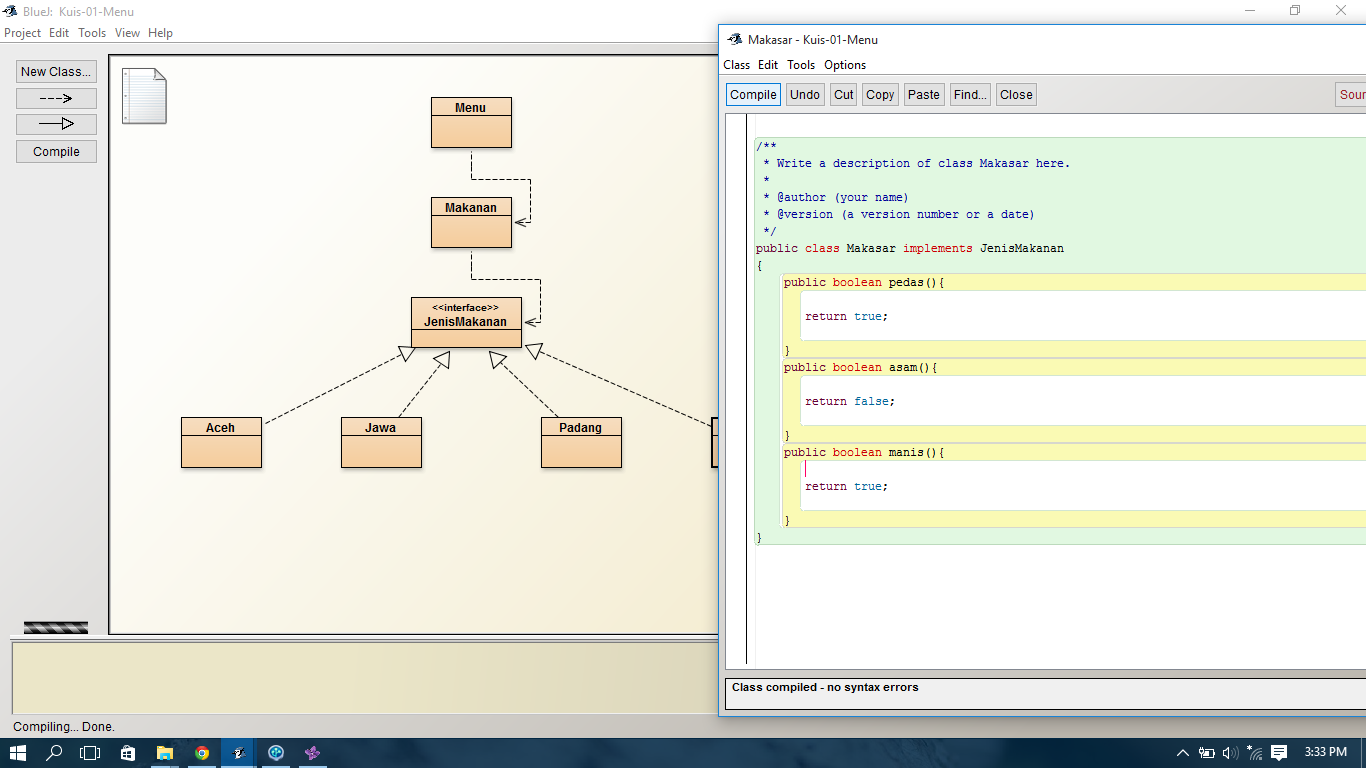 BlueJ: Kuis-01-Menu
Project Edit Tools View Help
New Class...
Compile
Menu
Makanan
<<interface>>
JenisMakanan
Aceh
Jawa
Padang
Compiling... Done.
Makasar - Kuis-01-Menu
Class Edit Tools Options
Compile Undo Cut Copy Paste Find... Close
/**
* Write a description of class Makasar here.
*
* @author (your name)
* @version (a version number or a date)
*/
public class Makasar implements JenisMakanan
{
public boolean pedas(){
return true;
}
public boolean asam(){
return false;
}
public boolean manis(){
return true;
}
}
Class compiled - no syntax errors
3:33 PM